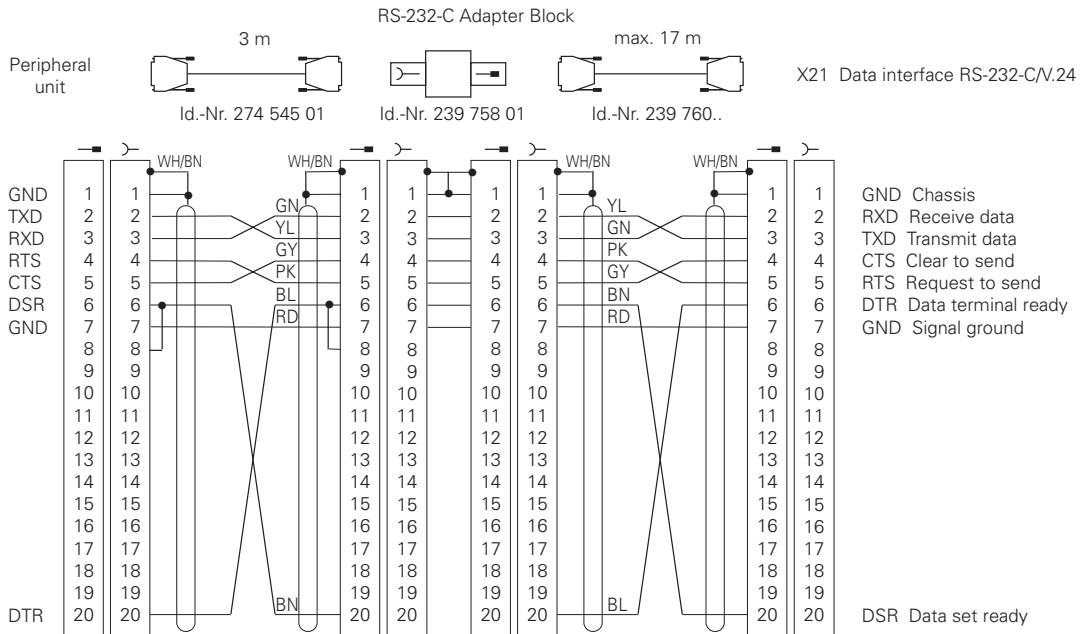 RS-232-C Adapter Block
3 m
max. 17 m
Peripheral
unit
X21 Data interface RS-232-C/V.24
Id.-Nr. 274 545 01
Id.-Nr. 239 758 01
Id.-Nr. 239 760..
WH/BN WH/BN WH/BN WH/BN
GND 1 1 1 1 1 1 1 1 GND Chassis
TXD 2 2 GN 2 2 2 2 YL 2 2 RXD Receive data
RXD 3 3 YL 3 3 3 3 GN 3 3 TXD Transmit data
RTS 4 4 GY 4 4 4 4 PK 4 4 CTS Clear to send
CTS 5 5 PK 5 5 5 5 GY 5 5 RTS Request to send
DSR 6 6 BL 6 6 6 6 BN 6 6 DTR Data terminal ready
GND 7 7 RD 7 7 7 7 RD 7 7 GND Signal ground
8 8 8 8 8 8 8 8
9 9 9 9 9 9 9 9
10 10 10 10 10 10 10 10
11 11 11 11 11 11 11 11
12 12 12 12 12 12 12 12
13 13 13 13 13 13 13 13
14 14 14 14 14 14 14 14
15 15 15 15 15 15 15 15
16 16 16 16 16 16 16 16
17 17 17 17 17 17 17 17
18 18 18 18 18 18 18 18
19 19 19 19 19 19 19 19
DTR 20 20 BN 20 20 20 20 BL 20 20 DSR Data set ready